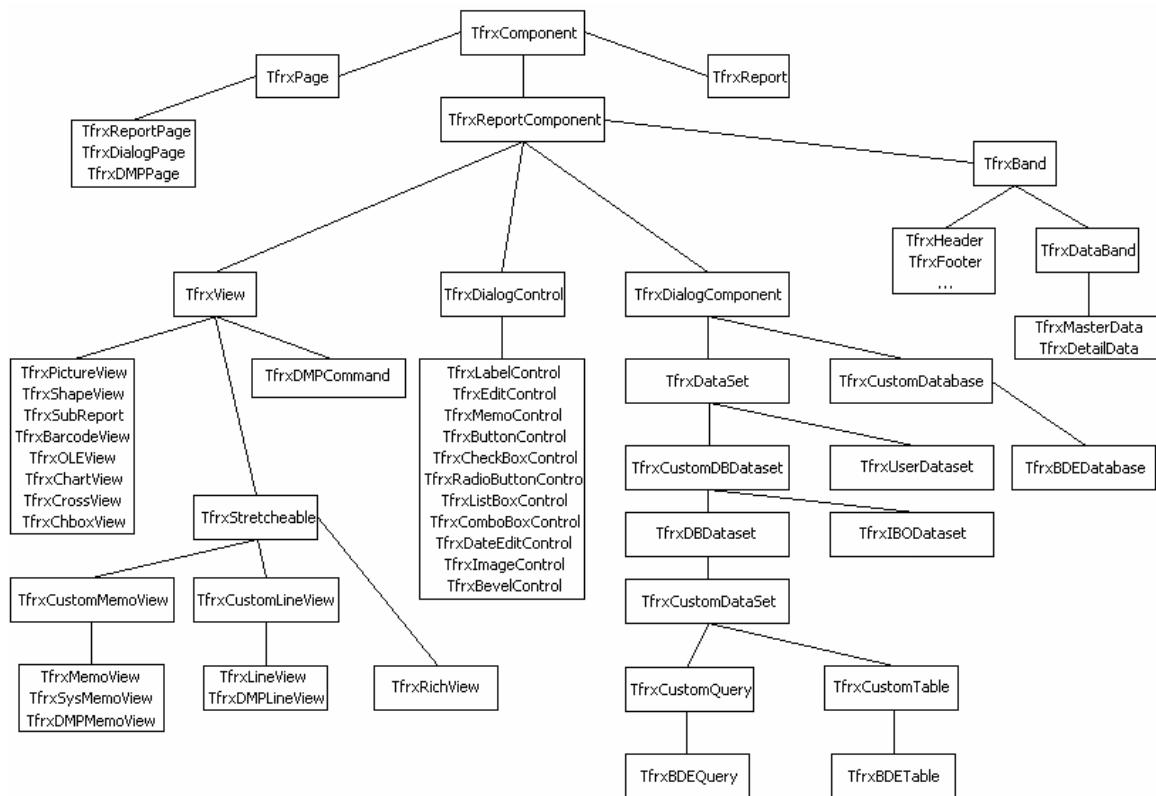 TfrxComponent
TfrxPage
TfrxReport
TfrxReportComponent
TfrxReportPage
TfrxDialogPage
TfrxDMPPage
TfrxBand
TfrxHeader
TfrxFooter
...
TfrxDataBand
TfrxView
TfrxDialogControl
TfrxDialogComponent
TfrxMasterData
TfrxDetailData
TfrxPictureView
TfrxShapeView
TfrxSubReport
TfrxBarcodeView
TfrxOLEView
TfrxChartView
TfrxCrossView
TfrxChboxView
TfrxDMPCommand
TfrxLabelControl
TfrxEditControl
TfrxMemoControl
TfrxButtonControl
TfrxCheckBoxControl
TfrxRadioButtonContro
TfrxListBoxControl
TfrxComboBoxControl
TfrxDateEditControl
TfrxImageControl
TfrxBevelControl
TfrxDataSet
TfrxCustomDatabase
TfrxCustomDBDataset
TfrxUserDataset
TfrxBDEDatabase
TfrxStretcheable
TfrxDBDataset
TfrxIBODataset
TfrxCustomMemoView
TfrxCustomLineView
TfrxCustomDataSet
TfrxMemoView
TfrxSysMemoView
TfrxDMPMemoView
TfrxLineView
TfrxDMPLineView
TfrxRichView
TfrxCustomQuery
TfrxCustomTable
TfrxBDEQuery
TfrxBDETable